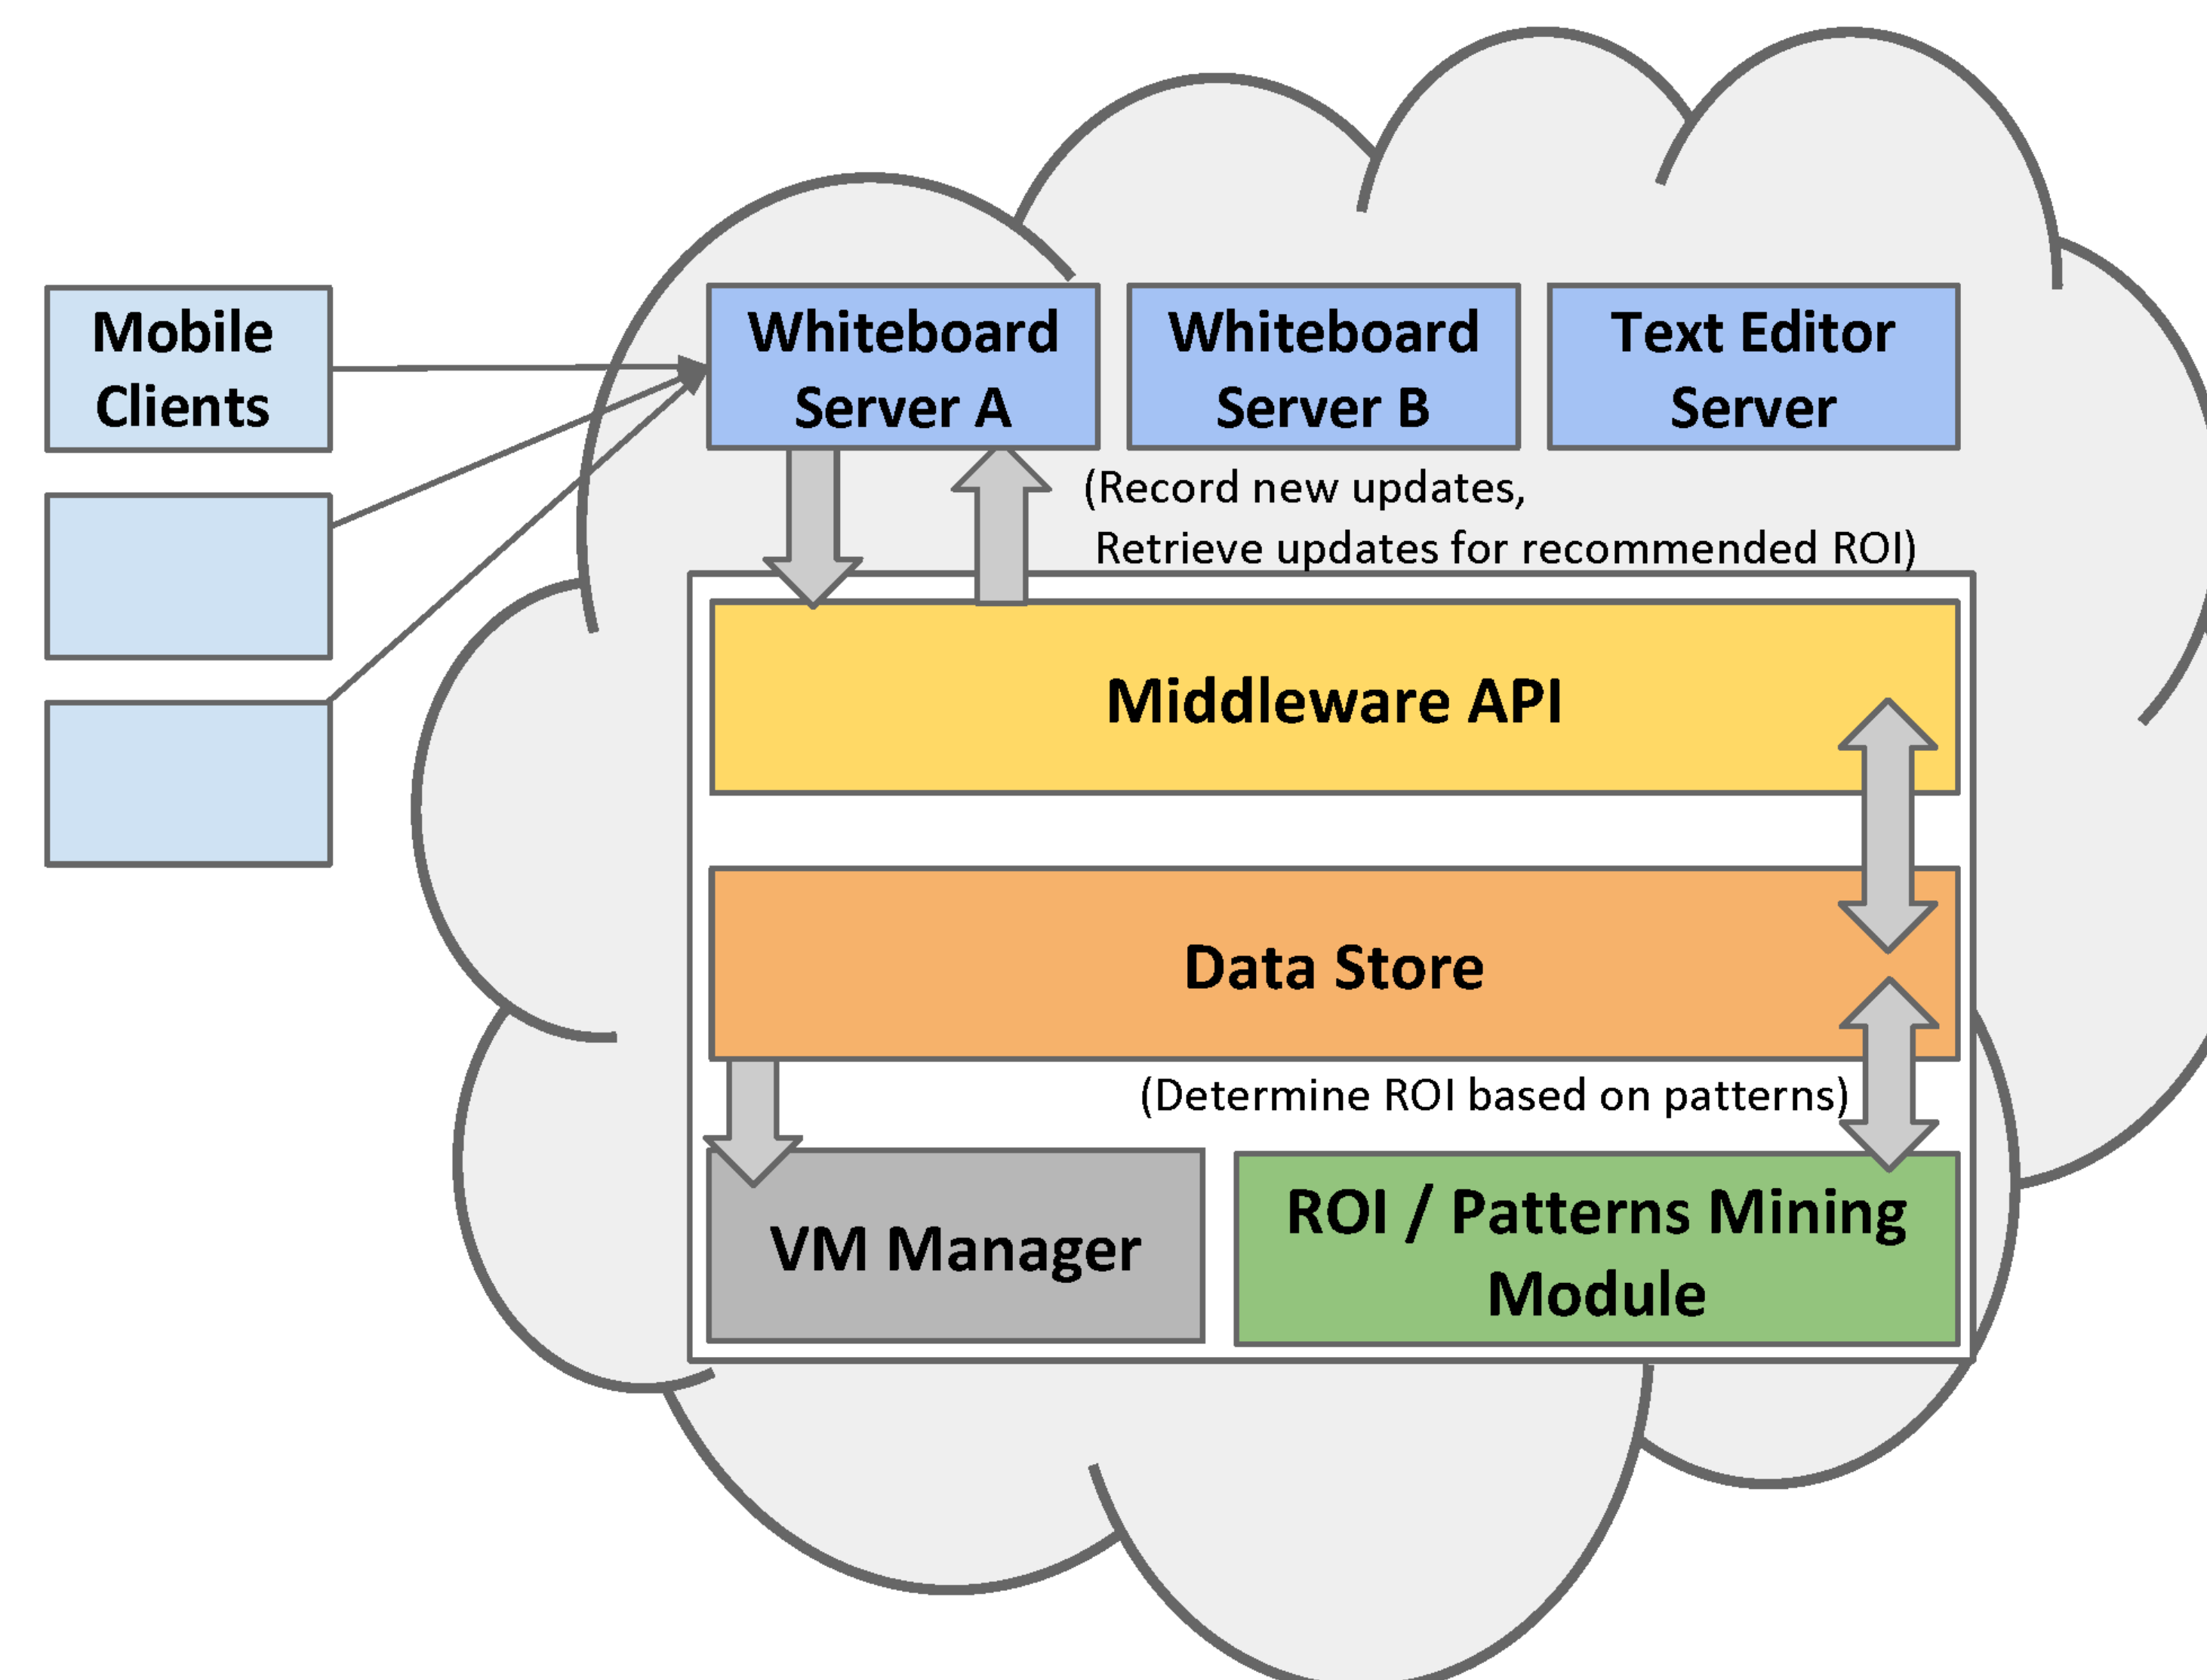 Mobile
Clients
Whiteboard
Server A
Whiteboard
Server B
Text Editor
Server
(Record new updates,
Retrieve updates for recommended ROI)
Middleware API
Data Store
(Determine ROI based on patterns)
VM Manager
ROI / Patterns Mining
Module